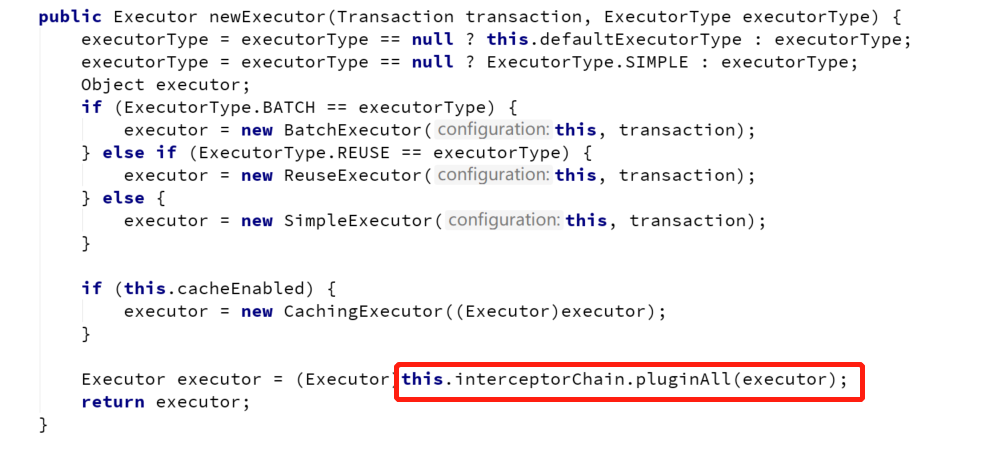 public Executor newExecutor(Transaction transaction, ExecutorType executorType) {
    executorType = executorType == null ? this.defaultExecutorType : executorType;
    executorType = executorType == null ? ExecutorType.SIMPLE : executorType;
    Object executor;
    if (ExecutorType.BATCH == executorType) {
        executor = new BatchExecutor( configuration: this, transaction);
    } else if (ExecutorType.REUSE == executorType) {
        executor = new ReuseExecutor( configuration: this, transaction);
    } else {
        executor = new SimpleExecutor( configuration: this, transaction);
    }

    if (this.cacheEnabled) {
        executor = new CachingExecutor((Executor)executor);
    }

    Executor executor = (Executor)this.interceptorChain.pluginAll(executor);
    return executor;
}